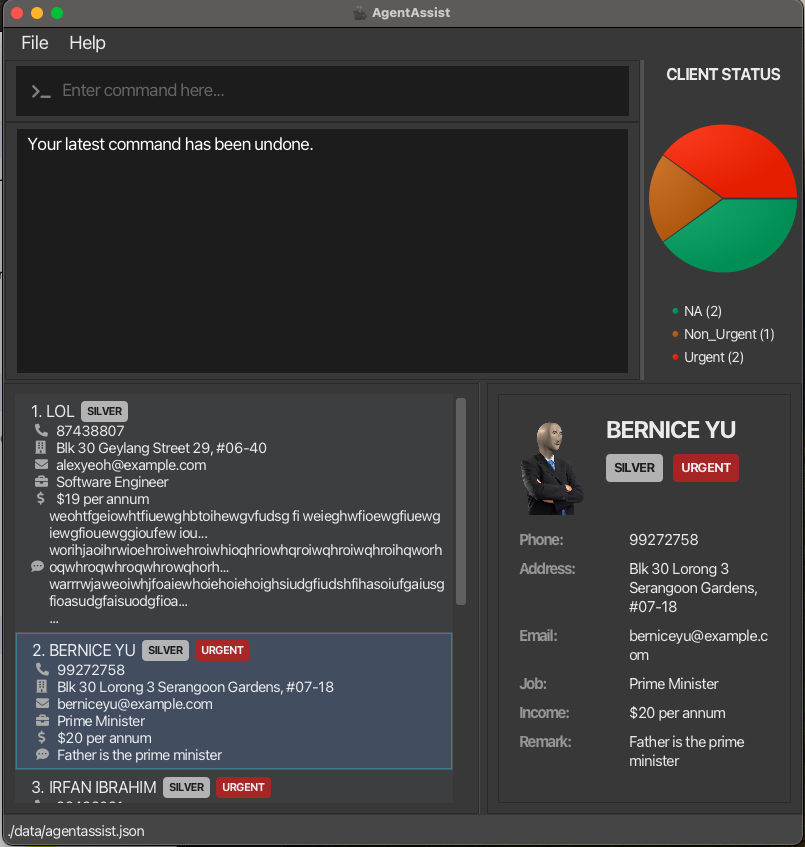 AgentAssist
File Help
Enter command here...
Your latest command has been undone.
CLIENT STATUS
NA (2)
Non_Urgent (1)
Urgent (2)
1. LOL SILVER
87438807
Blk 30 Geylang Street 29, #06-40
alexyeoh@example.com
Software Engineer
$19 per annum
weohtfgeiowhtfiuewghbtoihewgvfudsg fi weieghwfioewgfiuewg
iewgfiouewggioufew iou...
worihjaoihrwioehroiwehroiwhioqhriowhqroiwqhroiwqhroihqworh
oqwhroqwhroqwhrowqhorh...
warrrwjaweoiwhjfoaiewhoiehoiehoighsiudgfiudshfihasoiufgaiusg
fioasudgfaisuodgfioa...
...
2. BERNICE YU SILVER URGENT
99272758
Blk 30 Lorong 3 Serangoon Gardens, #07-18
berniceyu@example.com
Prime Minister
$20 per annum
Father is the prime minister
3. IRFAN IBRAHIM SILVER URGENT
BERNICE YU
SILVER URGENT
Phone: 99272758
Address: Blk 30 Lorong 3
Serangoon Gardens,
#07-18
Email: berniceyu@example.c
om
Job: Prime Minister
Income: $20 per annum
Remark: Father is the prime
minister
./data/agentassist.json